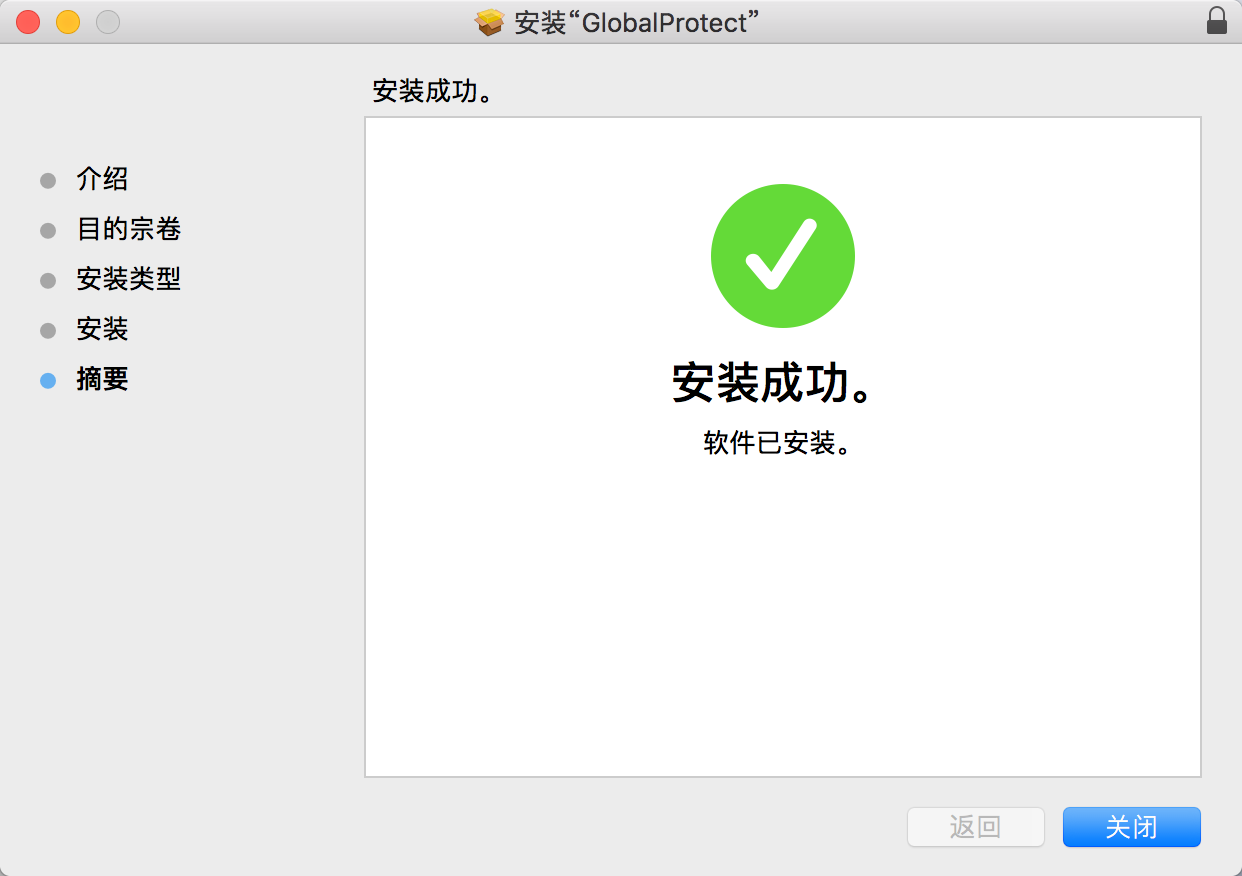 安装“GlobalProtect”
安装成功。
介绍
目的宗卷
安装类型
安装
摘要
安装成功。
软件已安装。
返回
关闭